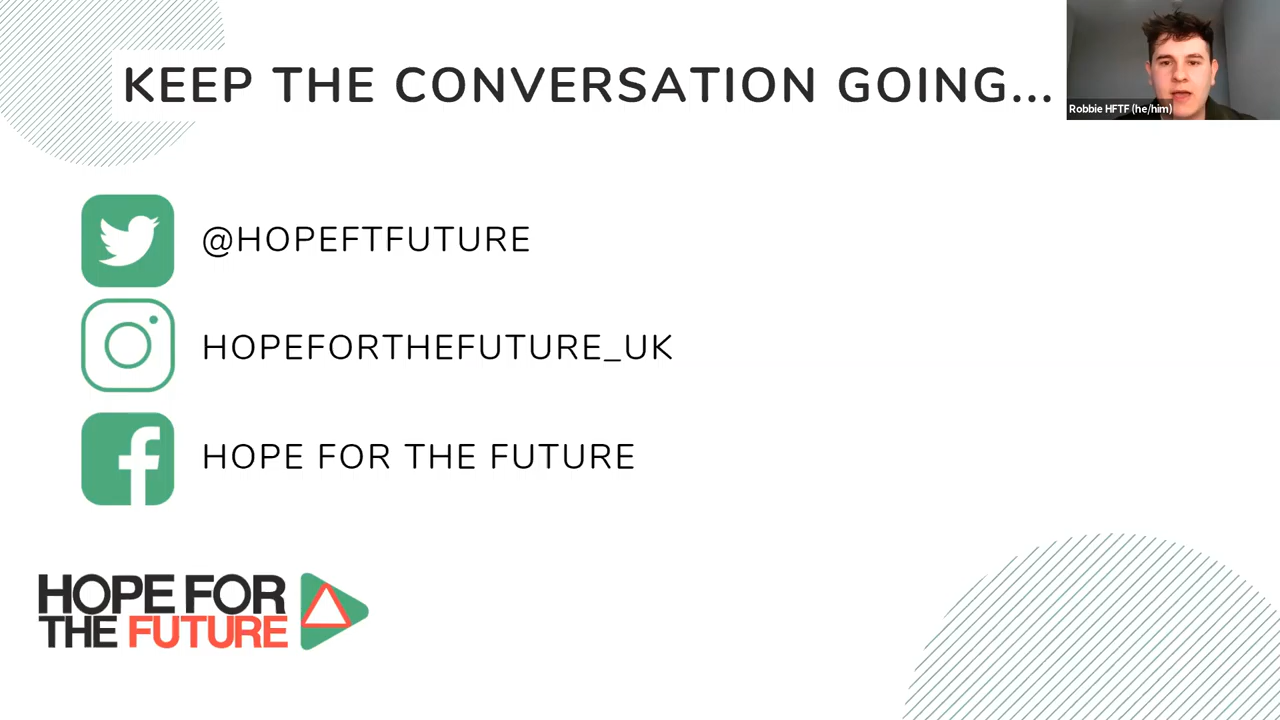 KEEP THE CONVERSATION GOING...
Robbie HFTF (he/him)
@HOPEFTFUTURE
HOPEFORTHEFUTURE_UK
HOPE FOR THE FUTURE
HOPE FOR
THE FUTURE